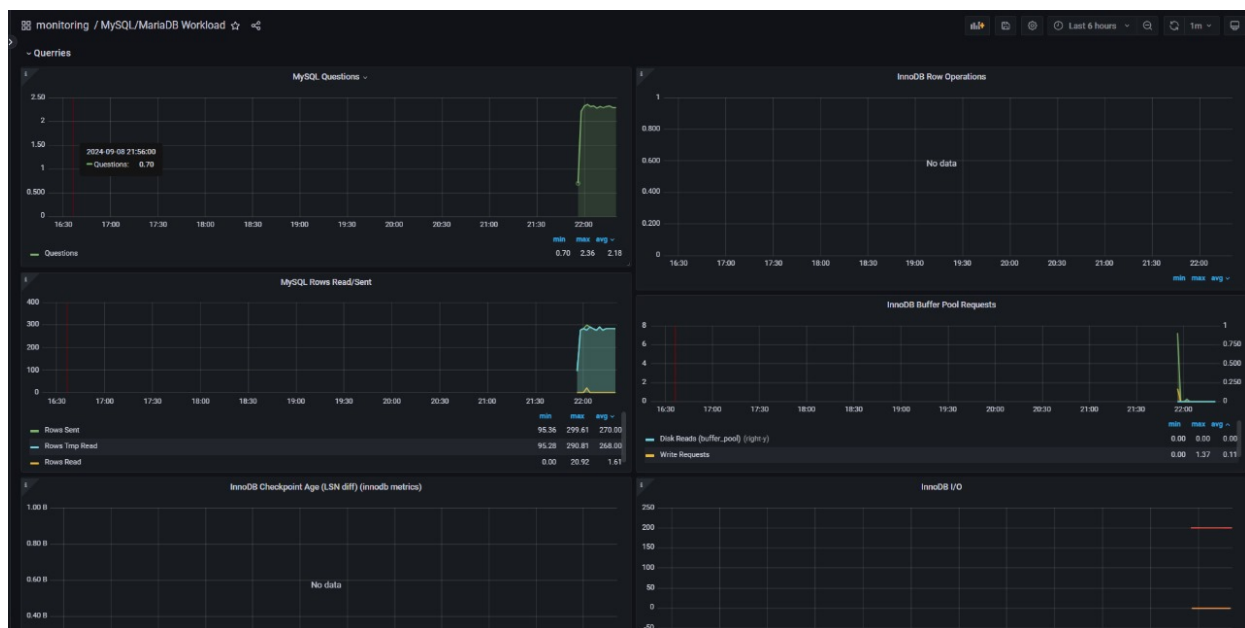 monitoring / MySQL/MariaDB Workload
Last 6 hours
1m
Querries
MySQL Questions
2.50
2
1.50
1
0.500
0
2024-09-08 21:56:00
Questions: 0.70
16:30 17:00 17:30 18:00 18:30 19:00 19:30 20:00 20:30 21:00 21:30 22:00
min max avg
Questions 0.70 2.36 2.18
InnoDB Row Operations
1
0.800
0.600
0.400
0.200
0
No data
16:30 17:00 17:30 18:00 18:30 19:00 19:30 20:00 20:30 21:00 21:30 22:00
min max avg
MySQL Rows Read/Sent
400
300
200
100
0
16:30 17:00 17:30 18:00 18:30 19:00 19:30 20:00 20:30 21:00 21:30 22:00
min max avg
Rows Sent 95.36 299.61 270.00
Rows Tmp Read 95.28 290.81 268.00
Rows Read 0.00 20.92 1.61
InnoDB Buffer Pool Requests
8
6
4
2
0
1
0.750
0.500
0.250
0
16:30 17:00 17:30 18:00 18:30 19:00 19:30 20:00 20:30 21:00 21:30 22:00
min max avg
Disk Reads (buffer_pool) (right-y) 0.00 0.00 0.00
Write Requests 0.00 1.37 0.11
InnoDB Checkpoint Age (LSN diff) (innodb metrics)
1.00 B
0.80 B
0.60 B
0.40 B
No data
InnoDB I/O
250
200
150
100
50
0
-50